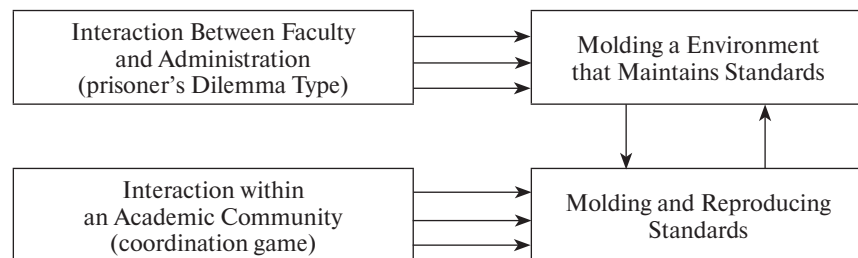 Interaction Between Faculty
and Administration
(prisoner's Dilemma Type)
Molding a Environment
that Maintains Standards
Interaction within
an Academic Community
(coordination game)
Molding and Reproducing
Standards